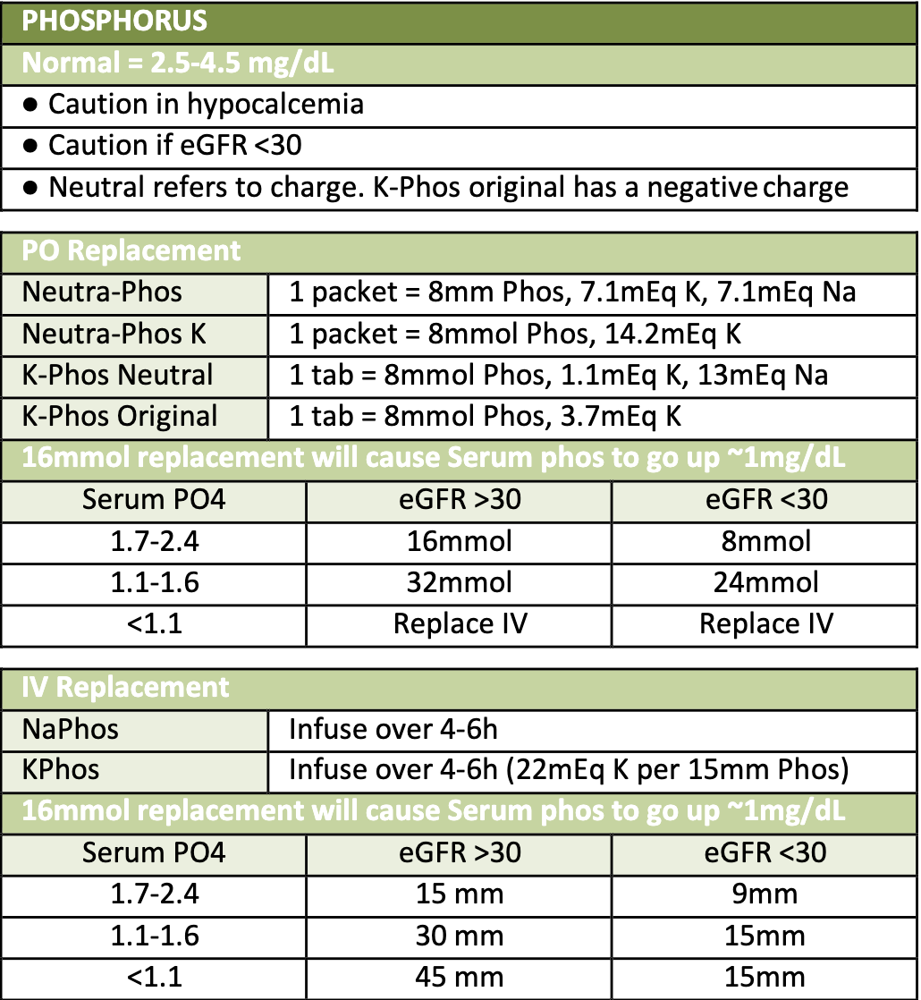 PHOSPHORUS
Normal = 2.5-4.5 mg/dL
● Caution in hypocalcemia
● Caution if eGFR <30
● Neutral refers to charge. K-Phos original has a negative charge
PO Replacement
Neutra-Phos 1 packet = 8mm Phos, 7.1mEq K, 7.1mEq Na
Neutra-Phos K 1 packet = 8mmol Phos, 14.2mEq K
K-Phos Neutral 1 tab = 8mmol Phos, 1.1mEq K, 13mEq Na
K-Phos Original 1 tab = 8mmol Phos, 3.7mEq K
16mmol replacement will cause Serum phos to go up ~1mg/dL
Serum PO4 eGFR >30 eGFR <30
1.7-2.4 16mmol 8mmol
1.1-1.6 32mmol 24mmol
<1.1 Replace IV Replace IV
IV Replacement
NaPhos Infuse over 4-6h
KPhos Infuse over 4-6h (22mEq K per 15mm Phos)
16mmol replacement will cause Serum phos to go up ~1mg/dL
Serum PO4 eGFR >30 eGFR <30
1.7-2.4 15 mm 9mm
1.1-1.6 30 mm 15mm
<1.1 45 mm 15mm